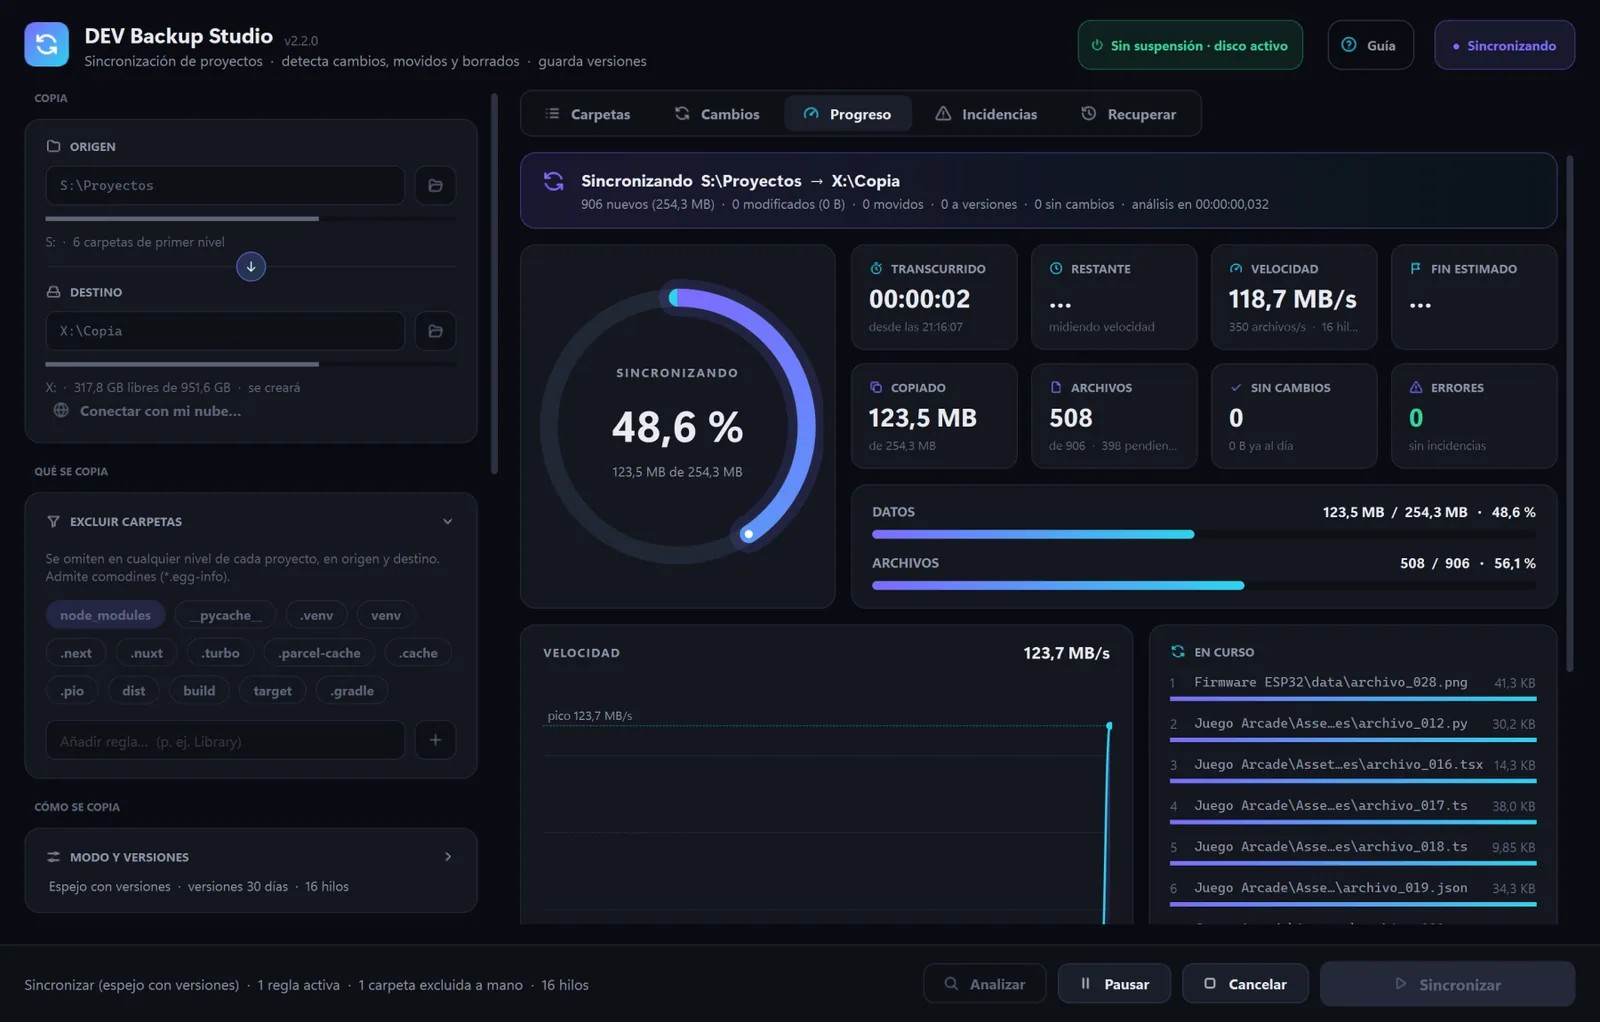 DEV Backup Studio v2.2.0
Sincronización de proyectos · detecta cambios, movidos y borrados · guarda versiones
Sin suspensión · disco activo
Guía
Sincronizando
COPIA
ORIGEN
S:\Proyectos
S: · 6 carpetas de primer nivel
DESTINO
X:\Copia
X: · 317,8 GB libres de 951,6 GB · se creará
Conectar con mi nube...
QUÉ SE COPIA
EXCLUIR CARPETAS
Se omiten en cualquier nivel de cada proyecto, en origen y destino.
Admite comodines (*.egg-info).
node_modules __pycache__ .venv venv
.next .nuxt .turbo .parcel-cache .cache
.pio dist build target .gradle
Añadir regla... (p. ej. Library)
CÓMO SE COPIA
MODO Y VERSIONES
Espejo con versiones · versiones 30 días · 16 hilos
Carpetas Cambios Progreso Incidencias Recuperar
Sincronizando S:\Proyectos → X:\Copia
906 nuevos (254,3 MB) · 0 modificados (0 B) · 0 movidos · 0 a versiones · 0 sin cambios · análisis en 00:00:00,032
SINCRONIZANDO
48,6 %
123,5 MB de 254,3 MB
TRANSCURRIDO
00:00:02
desde las 21:16:07
RESTANTE
...
midiendo velocidad
VELOCIDAD
118,7 MB/s
350 archivos/s · 16 hil...
FIN ESTIMADO
...
COPIADO
123,5 MB
de 254,3 MB
ARCHIVOS
508
de 906 · 398 pendien...
SIN CAMBIOS
0
0 B ya al día
ERRORES
0
sin incidencias
DATOS 123,5 MB / 254,3 MB · 48,6 %
ARCHIVOS 508 / 906 · 56,1 %
VELOCIDAD 123,7 MB/s
pico 123,7 MB/s
EN CURSO
1 Firmware ESP32\data\archivo_028.png 41,3 KB
2 Juego Arcade\Asse…es\archivo_012.py 30,2 KB
3 Juego Arcade\Asset…es\archivo_016.tsx 14,3 KB
4 Juego Arcade\Asse…es\archivo_017.ts 38,0 KB
5 Juego Arcade\Asse…es\archivo_018.ts 9,85 KB
6 Juego Arcade\Asse…\archivo_019.json 34,3 KB
Sincronizar (espejo con versiones) · 1 regla activa · 1 carpeta excluida a mano · 16 hilos
Analizar
Pausar
Cancelar
Sincronizar